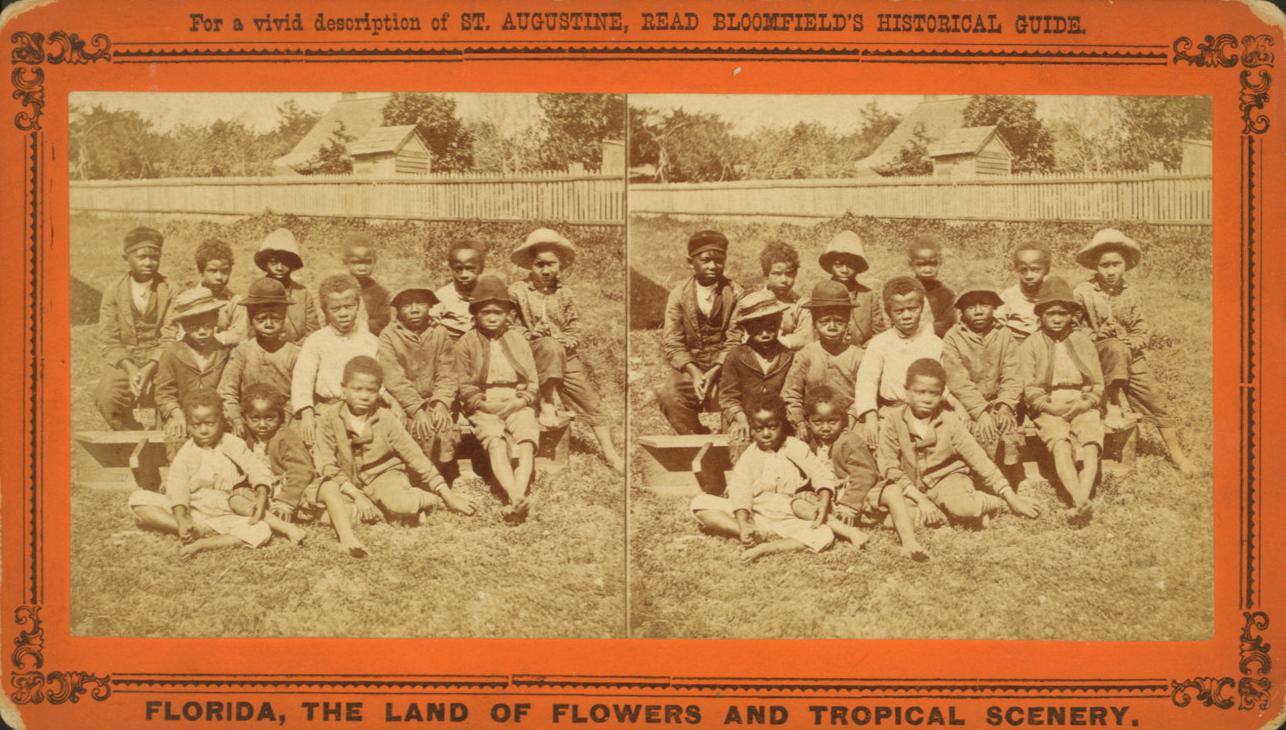 For a vivid description of ST. AUGUSTINE, READ BLOOMFIELD'S HISTORICAL GUIDE.
FLORIDA, THE LAND OF FLOWERS AND TROPICAL SCENERY.